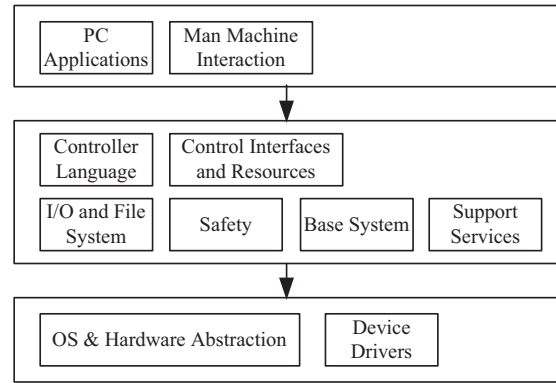 PC
Applications
Man Machine
Interaction
Controller
Language
Control Interfaces
and Resources
I/O and File
System
Safety
Base System
Support
Services
OS & Hardware Abstraction
Device
Drivers